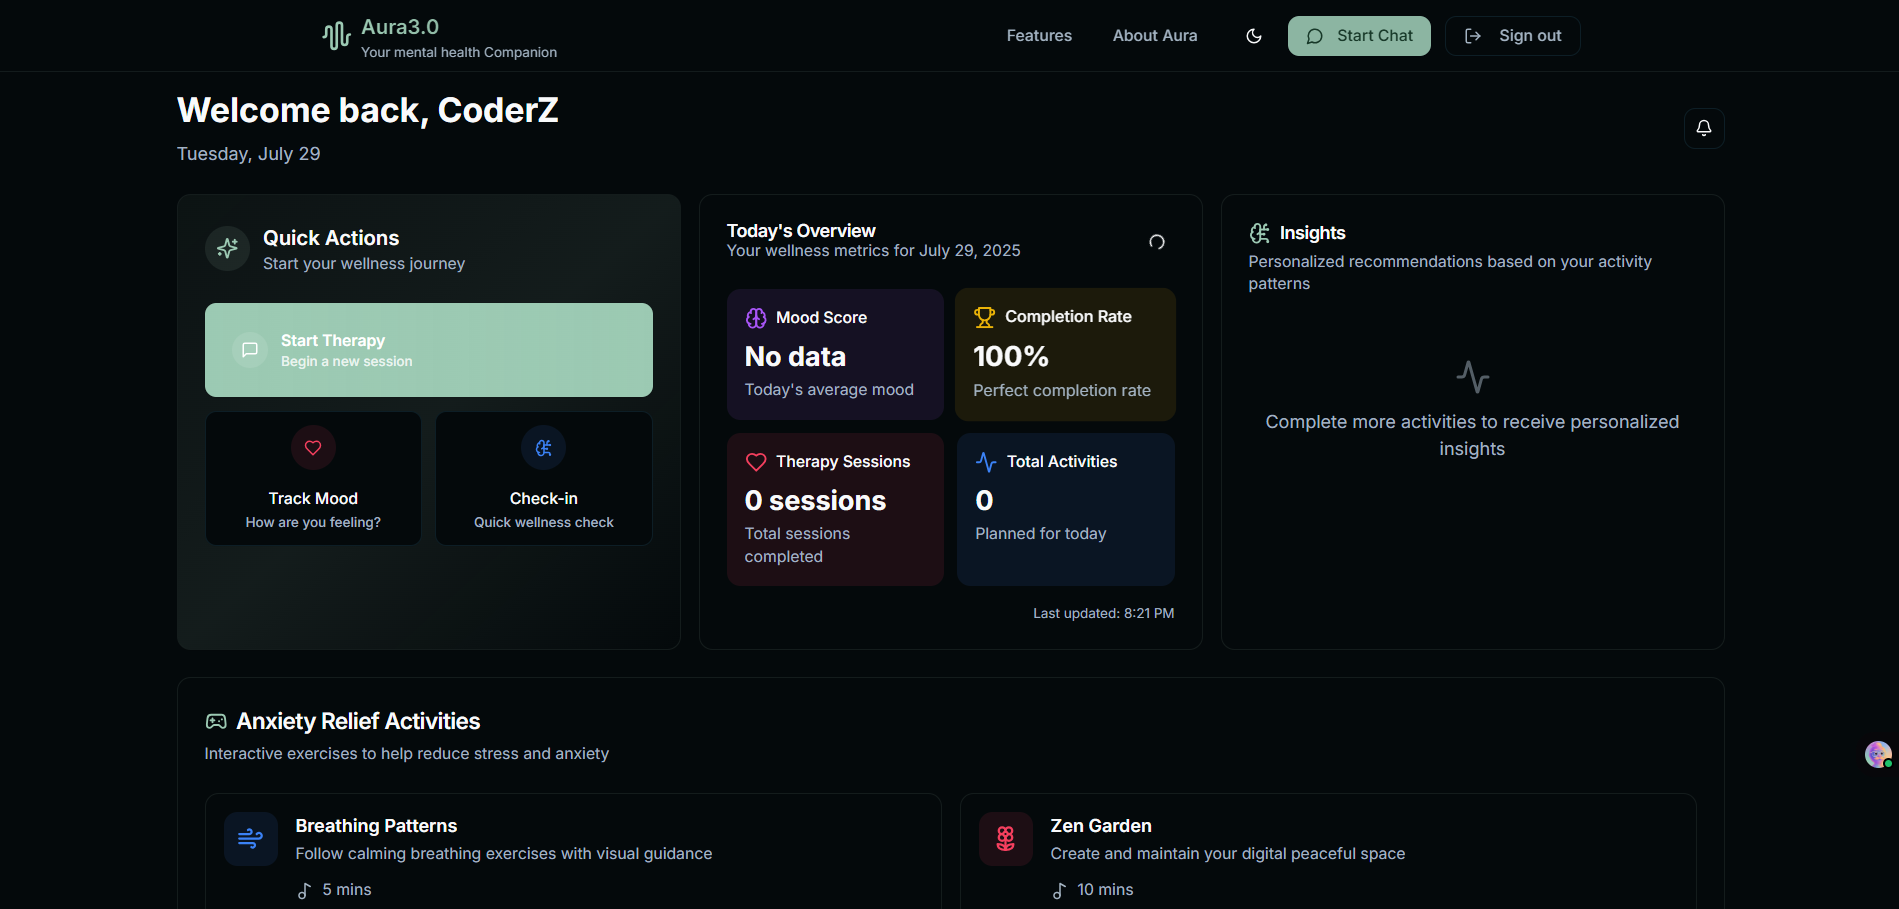 Aura3.0
Your mental health Companion
Features
About Aura
Start Chat
Sign out
Welcome back, CoderZ
Tuesday, July 29
Quick Actions
Start your wellness journey
Start Therapy
Begin a new session
Track Mood
How are you feeling?
Check-in
Quick wellness check
Today's Overview
Your wellness metrics for July 29, 2025
Mood Score
No data
Today's average mood
Completion Rate
100%
Perfect completion rate
Therapy Sessions
0 sessions
Total sessions
completed
Total Activities
0
Planned for today
Last updated: 8:21 PM
Insights
Personalized recommendations based on your activity
patterns
Complete more activities to receive personalized
insights
Anxiety Relief Activities
Interactive exercises to help reduce stress and anxiety
Breathing Patterns
Follow calming breathing exercises with visual guidance
5 mins
Zen Garden
Create and maintain your digital peaceful space
10 mins